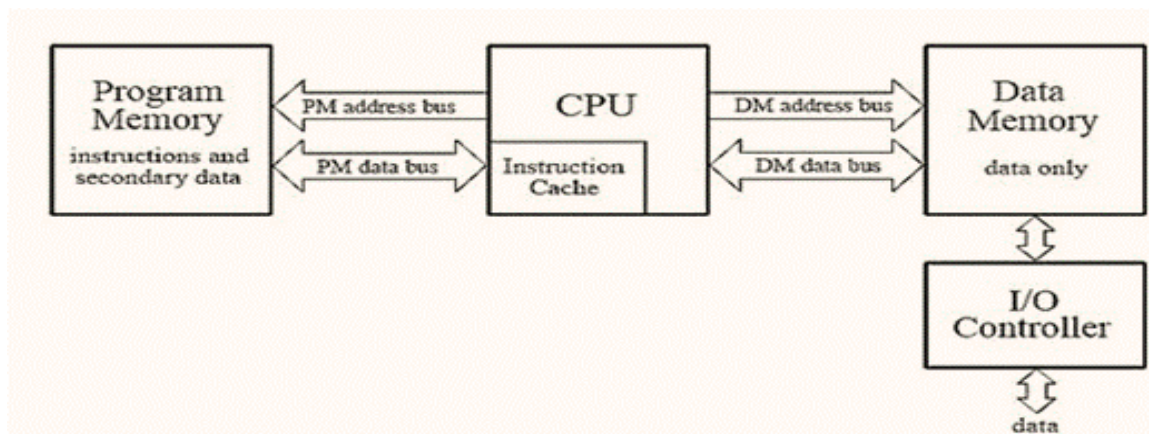 Program
Memory
instructions and
secondary data
PM address bus
PM data bus
CPU
Instruction
Cache
DM address bus
DM data bus
Data
Memory
data only
I/O
Controller
data